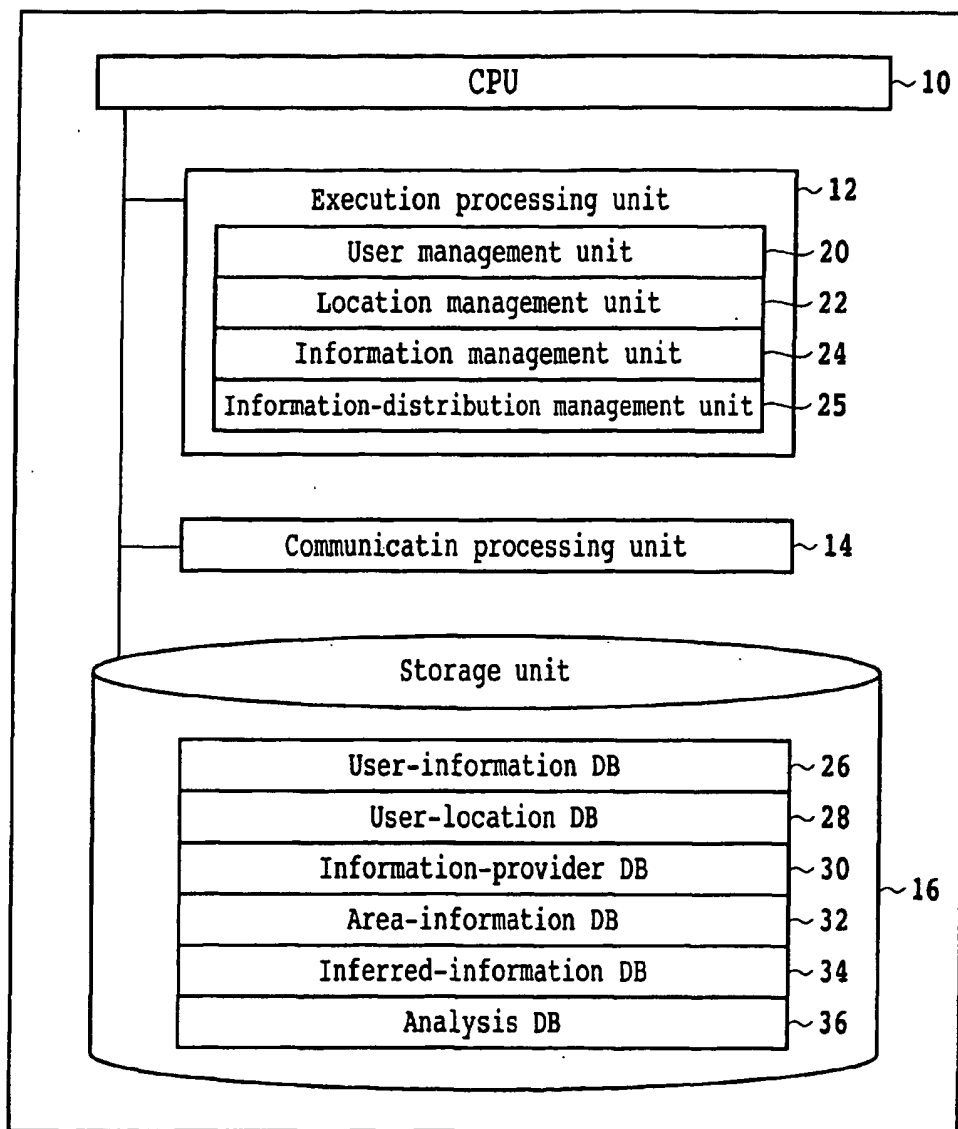 CPU 10
Execution processing unit 12
User management unit 20
Location management unit 22
Information management unit 24
Information-distribution management unit 25
Communicatin processing unit 14
Storage unit
User-information DB 26
User-location DB 28
Information-provider DB 30
16
Area-information DB 32
Inferred-information DB 34
Analysis DB 36